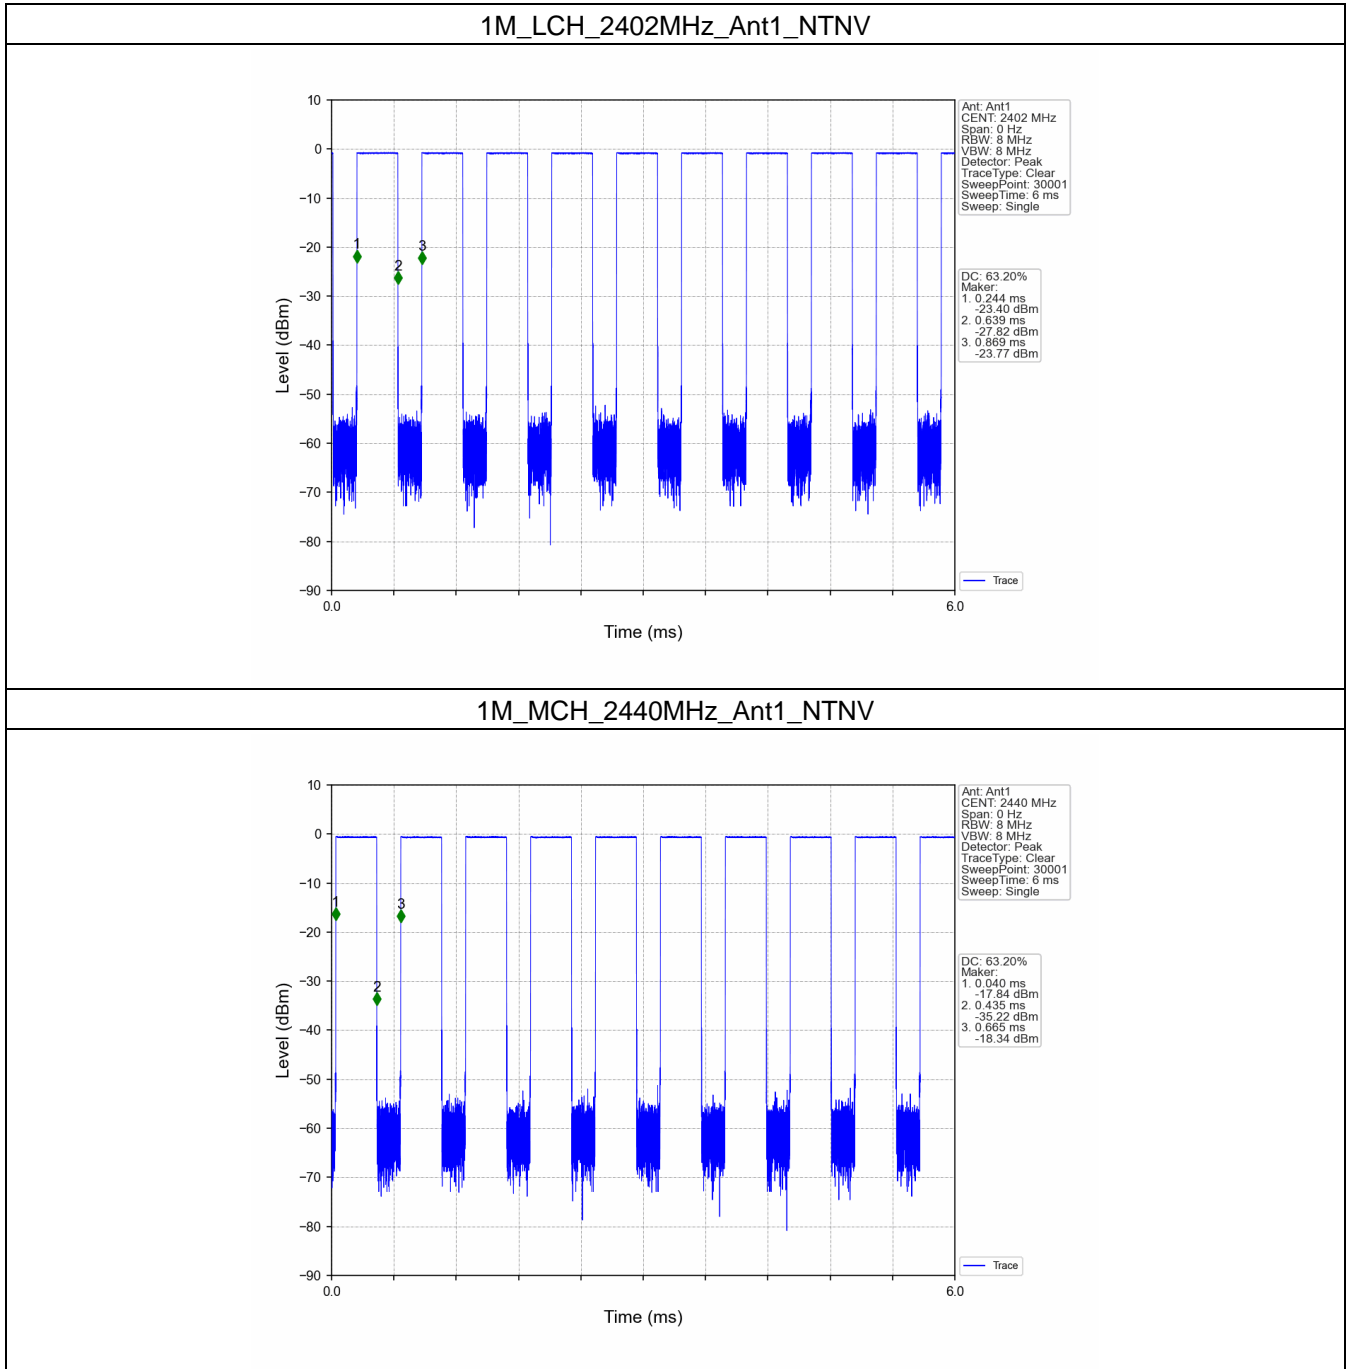 1M_LCH_2402MHz_Ant1_NTNV
10
0
−10
−20
−30
−40
−50
−60
−70
−80
−90
Level (dBm)
1
2
3
0.0
6.0
Time (ms)
Ant: Ant1
CENT: 2402 MHz
Span: 0 Hz
RBW: 8 MHz
VBW: 8 MHz
Detector: Peak
TraceType: Clear
SweepPoint: 30001
SweepTime: 6 ms
Sweep: Single
DC: 63.20%
Maker:
1. 0.244 ms
-23.40 dBm
2. 0.639 ms
-27.82 dBm
3. 0.869 ms
-23.77 dBm
Trace
1M_MCH_2440MHz_Ant1_NTNV
10
0
−10
−20
−30
−40
−50
−60
−70
−80
−90
Level (dBm)
1
2
3
0.0
6.0
Time (ms)
Ant: Ant1
CENT: 2440 MHz
Span: 0 Hz
RBW: 8 MHz
VBW: 8 MHz
Detector: Peak
TraceType: Clear
SweepPoint: 30001
SweepTime: 6 ms
Sweep: Single
DC: 63.20%
Maker:
1. 0.040 ms
-17.84 dBm
2. 0.435 ms
-35.22 dBm
3. 0.665 ms
-18.34 dBm
Trace